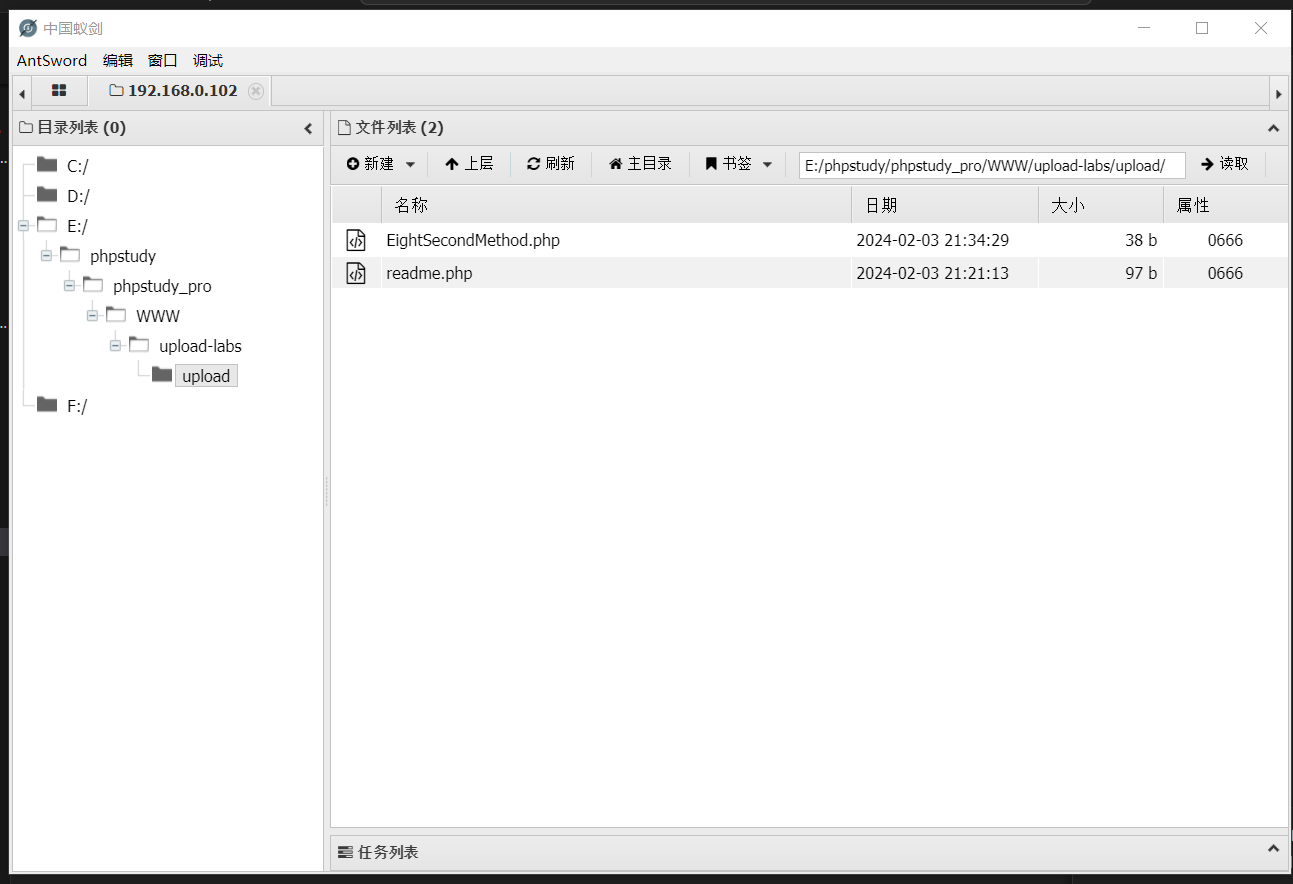 中国蚁剑
AntSword 编辑 窗口 调试
192.168.0.102
目录列表 (0)
C:/
D:/
E:/
phpstudy
phpstudy_pro
WWW
upload-labs
upload
F:/
文件列表 (2)
新建 上层 刷新 主目录 书签 E:/phpstudy/phpstudy_pro/WWW/upload-labs/upload/ 读取
名称 日期 大小 属性
EightSecondMethod.php 2024-02-03 21:34:29 38 b 0666
readme.php 2024-02-03 21:21:13 97 b 0666
任务列表